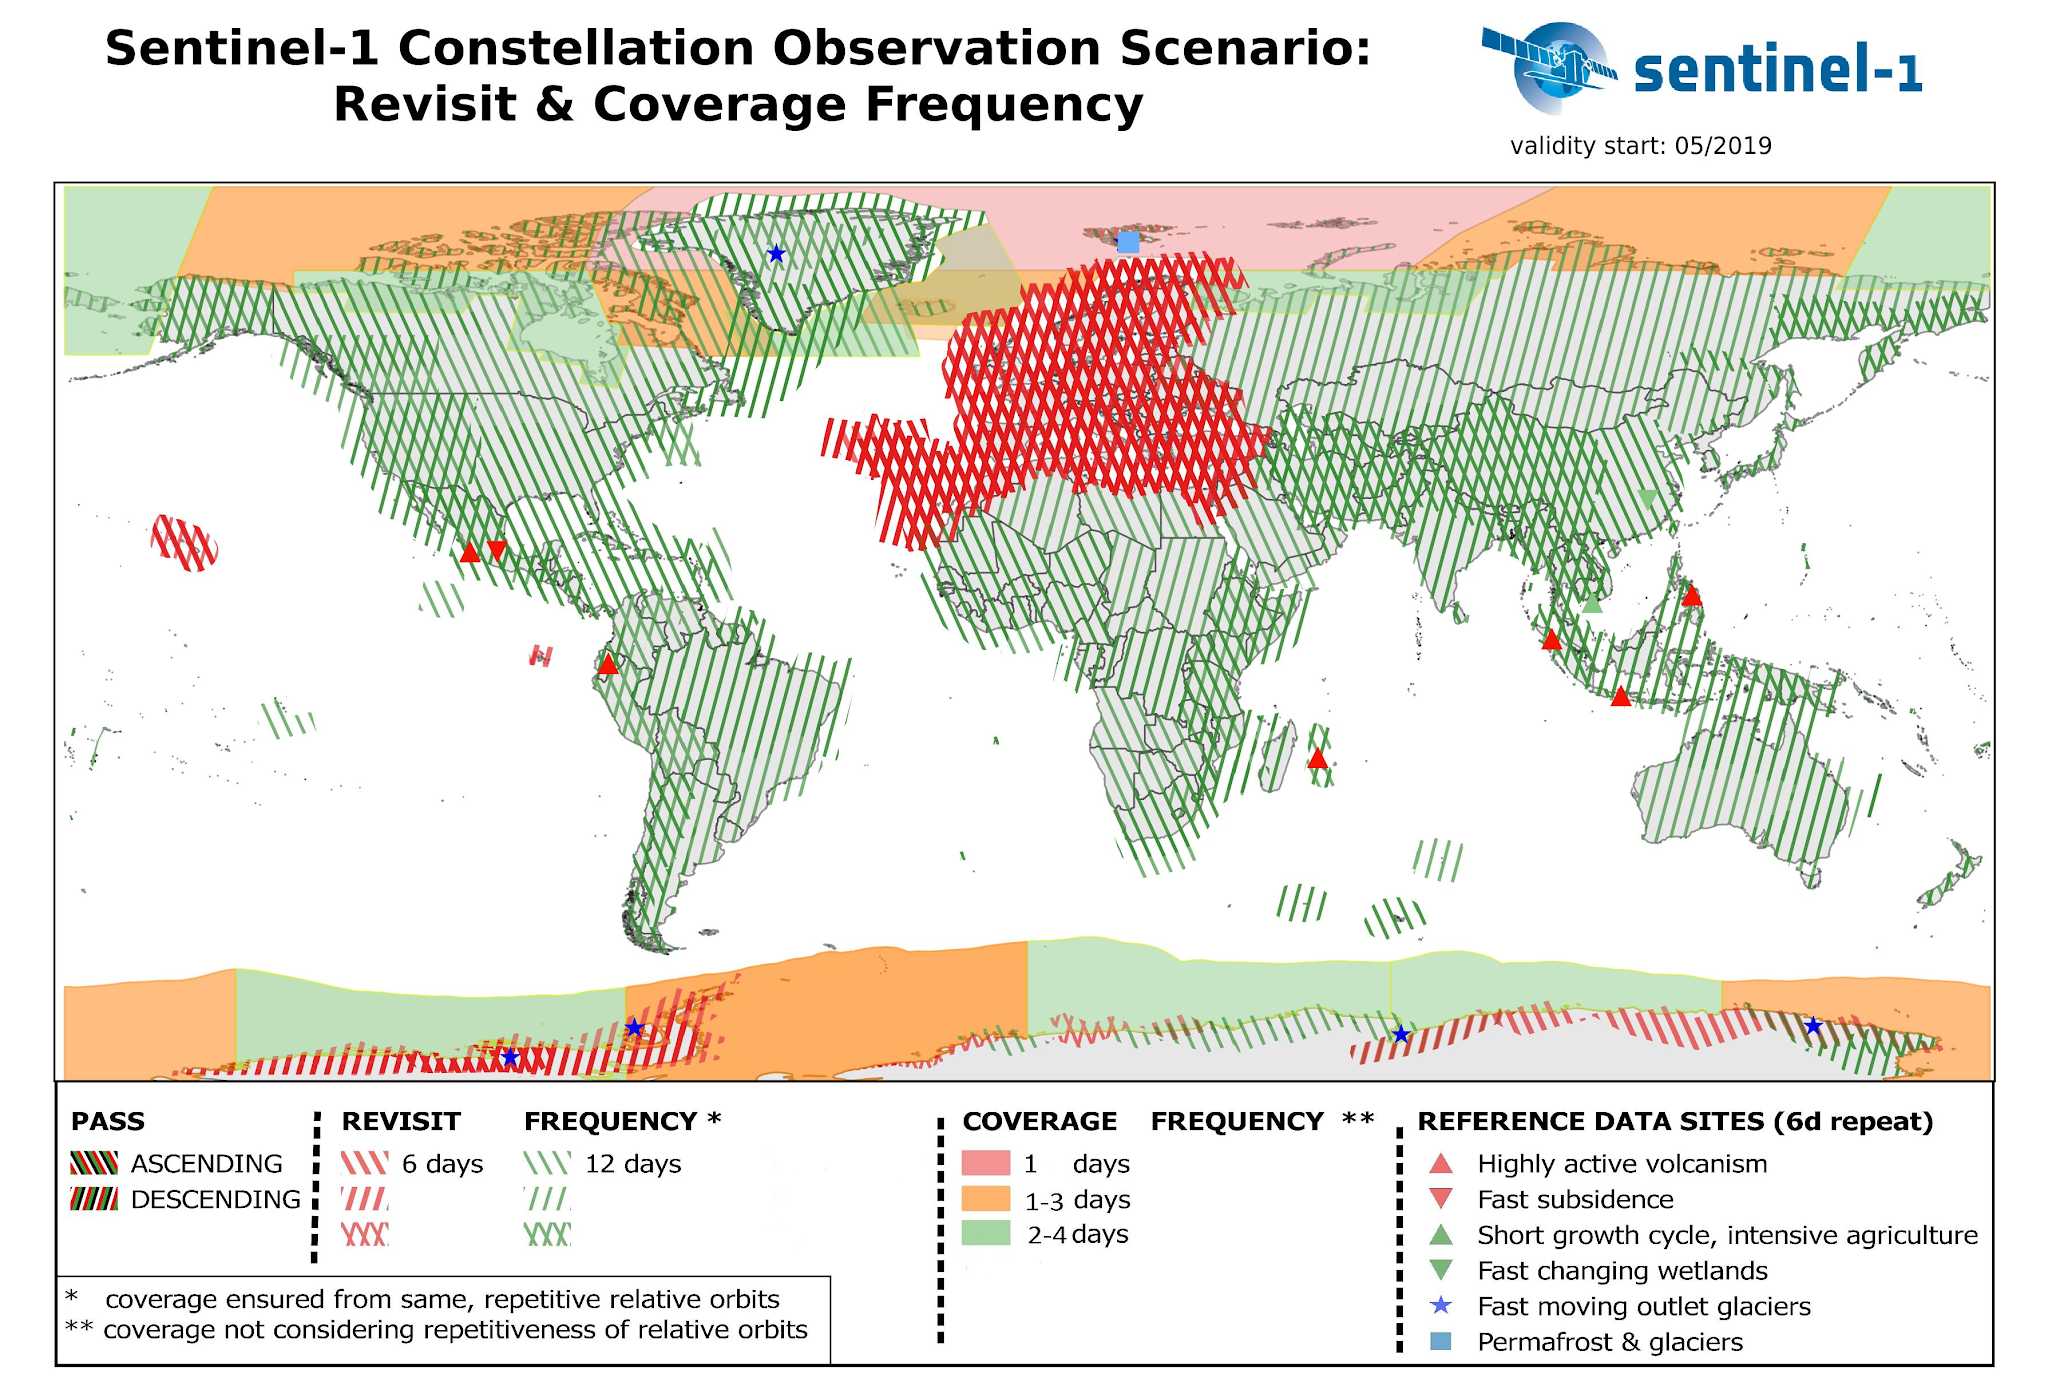 Sentinel-1 Constellation Observation Scenario:
Revisit & Coverage Frequency
sentinel-1
validity start: 05/2019
PASS
ASCENDING
DESCENDING
REVISIT FREQUENCY *
6 days 12 days
COVERAGE FREQUENCY **
1 days
1-3 days
2-4 days
REFERENCE DATA SITES (6d repeat)
Highly active volcanism
Fast subsidence
Short growth cycle, intensive agriculture
Fast changing wetlands
Fast moving outlet glaciers
Permafrost & glaciers
* coverage ensured from same, repetitive relative orbits
** coverage not considering repetitiveness of relative orbits